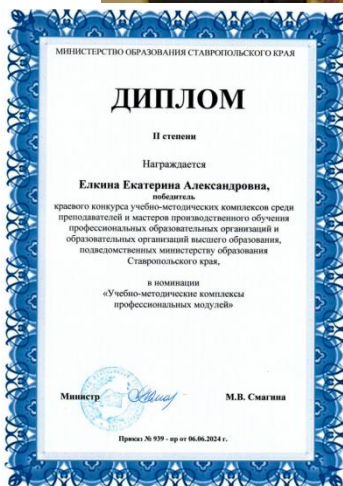 МИНИСТЕРСТВО ОБРАЗОВАНИЯ СТАВРОПОЛЬСКОГО КРАЯ
ДИПЛОМ
II степени
Награждается
Елкина Екатерина Александровна,
победитель
краевого конкурса учебно-методических комплексов среди
преподавателей и мастеров производственного обучения
профессиональных образовательных организаций и
образовательных организаций высшего образования,
подведомственных министерству образования
Ставропольского края,
в номинации
«Учебно-методические комплексы
профессиональных модулей»
Министр М.В. Смагина
Приказ № 939 - пр от 06.06.2024 г.